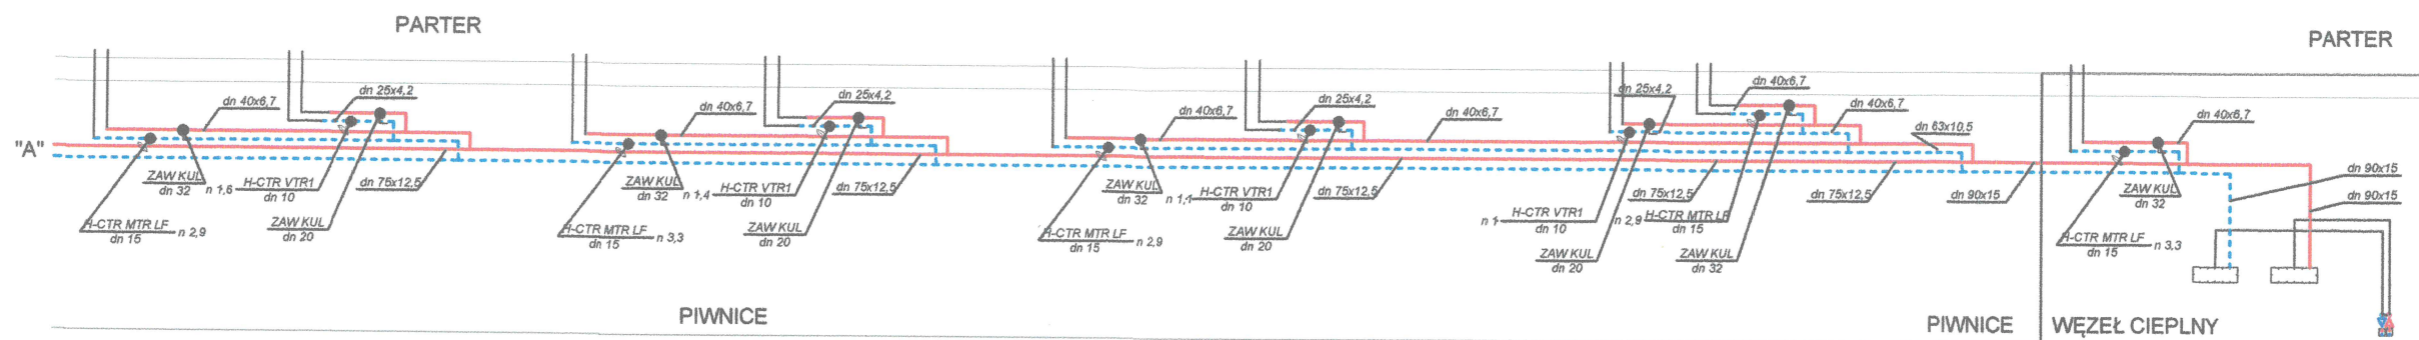 PARTER
PARTER
dn 40x6,7
dn 25x4,2
dn 40x6,7
dn 25x4,2
dn 40x6,7
dn 25x4,2
dn 40x6,7
dn 25x4,2
dn 40x6,7
dn 40x6,7
dn 63x10,5
dn 40x6,7
"A"
ZAW KUL
dn 32
n 1,6
H-CTR VTR1
dn 10
dn 75x12,5
ZAW KUL
dn 32
n 1,4
H-CTR VTR1
dn 10
dn 75x12,5
ZAW KUL
dn 32
n 1,1
H-CTR VTR1
dn 10
dn 75x12,5
dn 75x12,5
dn 75x12,5
dn 90x15
ZAW KUL
dn 32
dn 90x15
dn 90x15
H-CTR MTR LF
dn 15
n 2,9
ZAW KUL
dn 20
H-CTR MTR LF
dn 15
n 3,3
ZAW KUL
dn 20
H-CTR MTR LF
dn 15
n 2,9
ZAW KUL
dn 20
n 1
H-CTR VTR1
dn 10
n 2,9
H-CTR MTR LF
dn 15
ZAW KUL
dn 20
ZAW KUL
dn 32
H-CTR MTR LF
dn 15
n 3,3
PIWNICE
PIWNICE
WĘZEŁ CIEPLNY